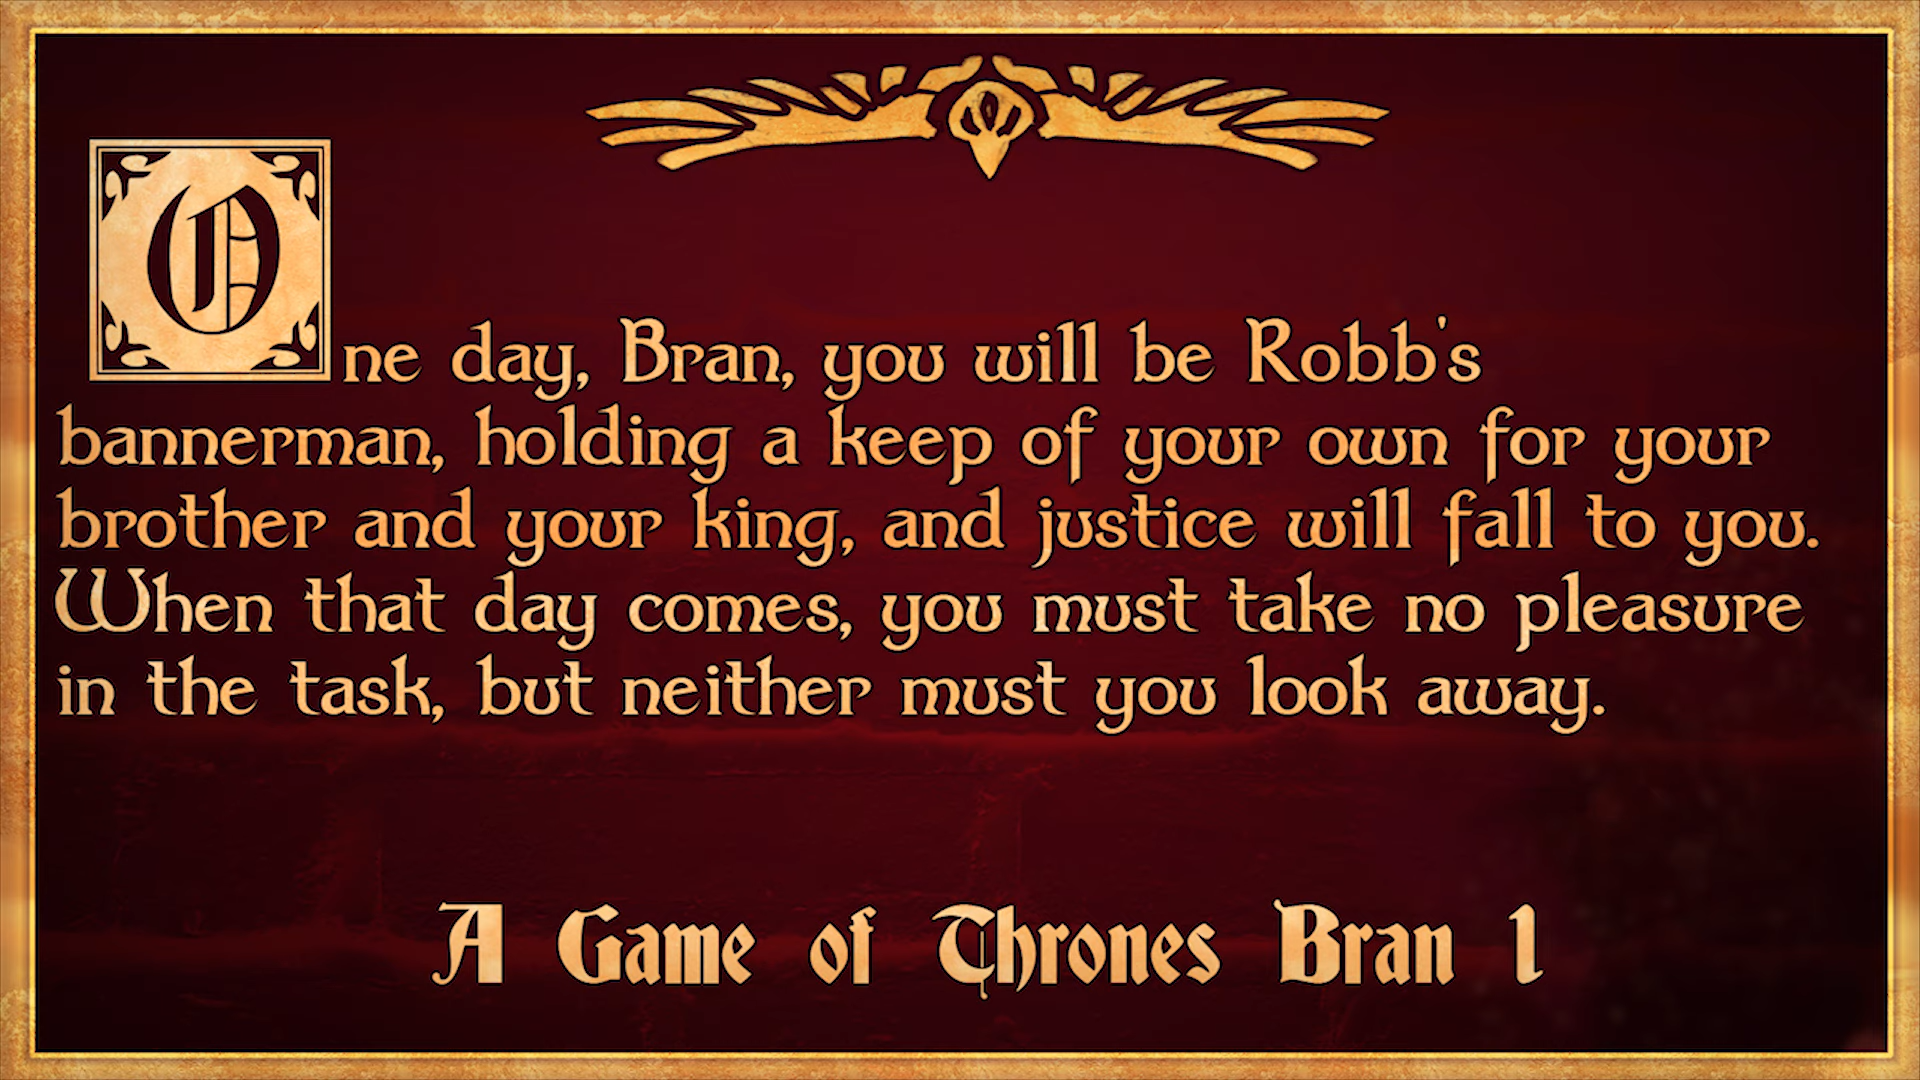 One day, Bran, you will be Robb's
bannerman, holding a keep of your own for your
brother and your king, and justice will fall to you.
When that day comes, you must take no pleasure
in the task, but neither must you look away.
A Game of Thrones Bran 1